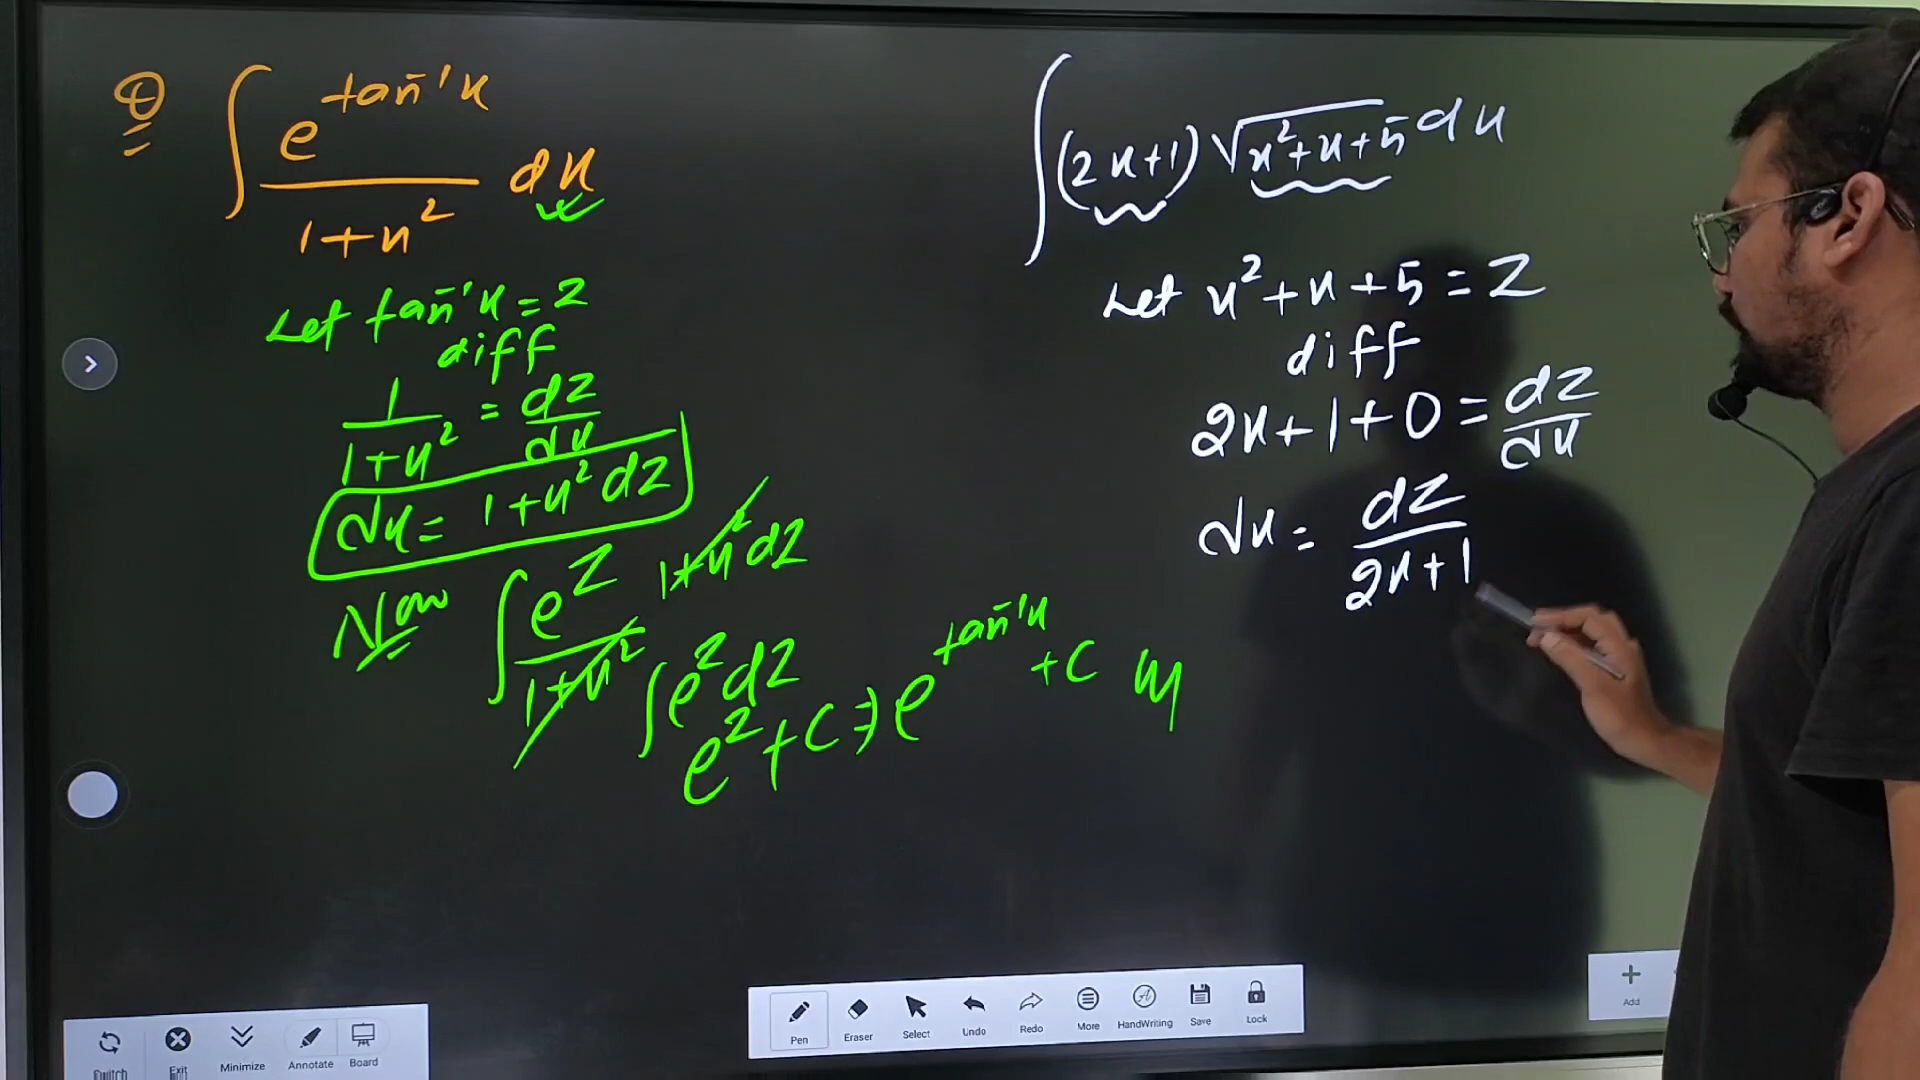 Q ∫ e^(tan⁻¹x) / (1+x²) dx
Let tan⁻¹x = z
diff
1/(1+x²) = dz/dx
dx = 1+x² dz
Now ∫ e^z / (1+x²) 1+x² dz
∫ e^z dz
e^z + C ⇒ e^(tan⁻¹x) + C
∫ (2x+1) √(x²+x+5) dx
Let x²+x+5 = z
diff
2x+1+0 = dz/dx
dx = dz/(2x+1)
Switch Exit Minimize Annotate Board
Pen Eraser Select Undo Redo More HandWriting Save Lock
Add